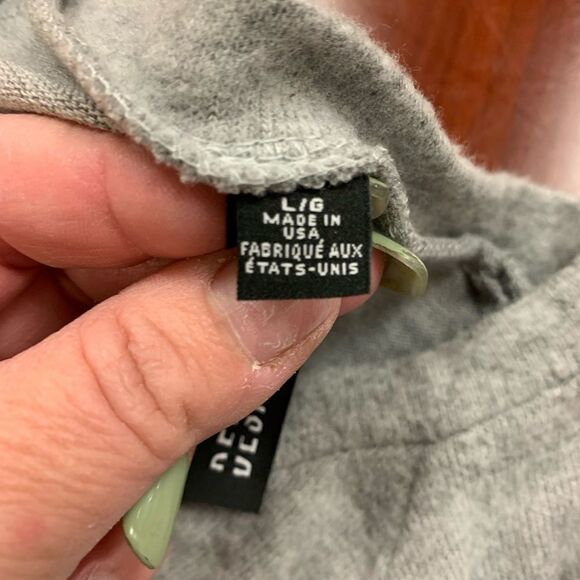 L/G
MADE IN
USA
FABRIQUÉ AUX
ÉTATS-UNIS